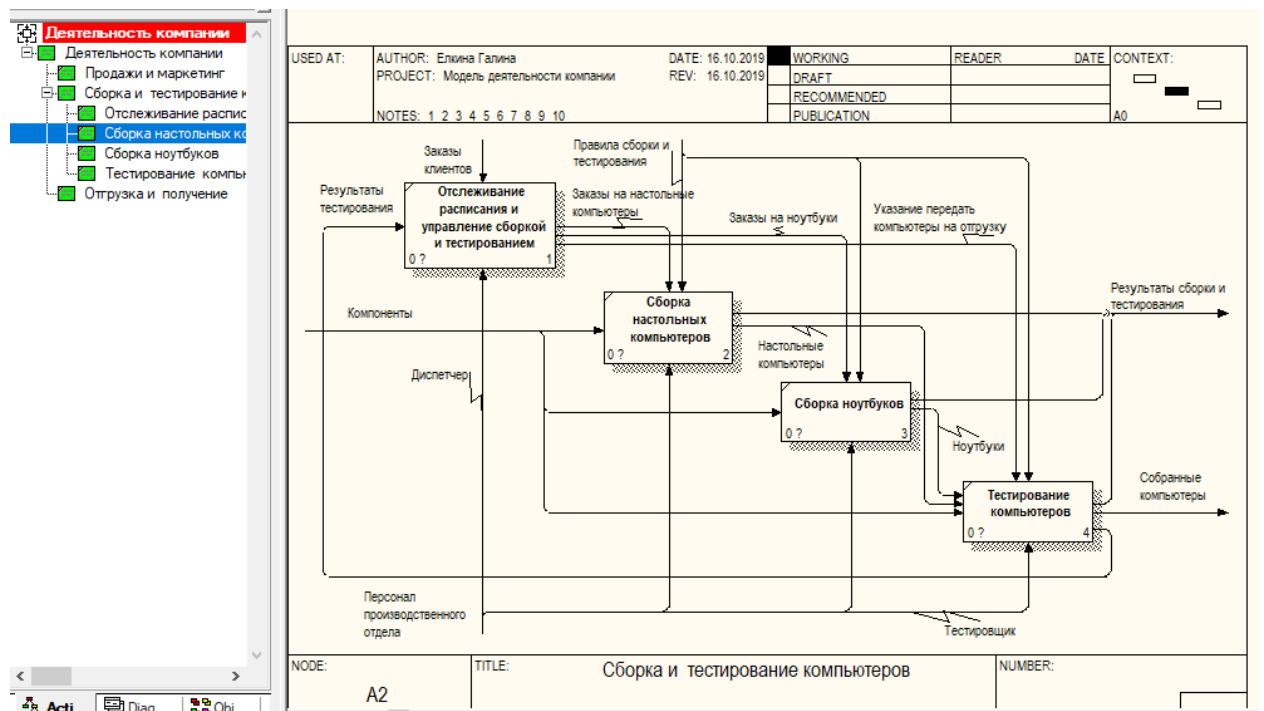 Деятельность компании
Деятельность компании
Продажи и маркетинг
Сборка и тестирование к
Отслеживание распис
Сборка настольных ко
Сборка ноутбуков
Тестирование компью
Отгрузка и получение
Acti
Diag
Obj
USED AT:
AUTHOR: Елкина Галина
DATE: 16.10.2019
PROJECT: Модель деятельности компании
REV: 16.10.2019
NOTES: 1 2 3 4 5 6 7 8 9 10
WORKING
DRAFT
RECOMMENDED
PUBLICATION
READER
DATE
CONTEXT:
A0
Заказы
клиентов
Правила сборки и
тестирования
Результаты
тестирования
Отслеживание
расписания и
управление сборкой
и тестированием
0 ?
1
Заказы на настольные
компьютеры
Заказы на ноутбуки
Указание передать
компьютеры на отгрузку
Компоненты
Сборка
настольных
компьютеров
0 ?
2
Результаты сборки и
тестирования
Настольные
компьютеры
Диспетчер
Сборка ноутбуков
0 ?
3
Ноутбуки
Тестирование
компьютеров
0 ?
4
Собранные
компьютеры
Персонал
производственного
отдела
Тестировщик
NODE:
A2
TITLE:
Сборка и тестирование компьютеров
NUMBER: